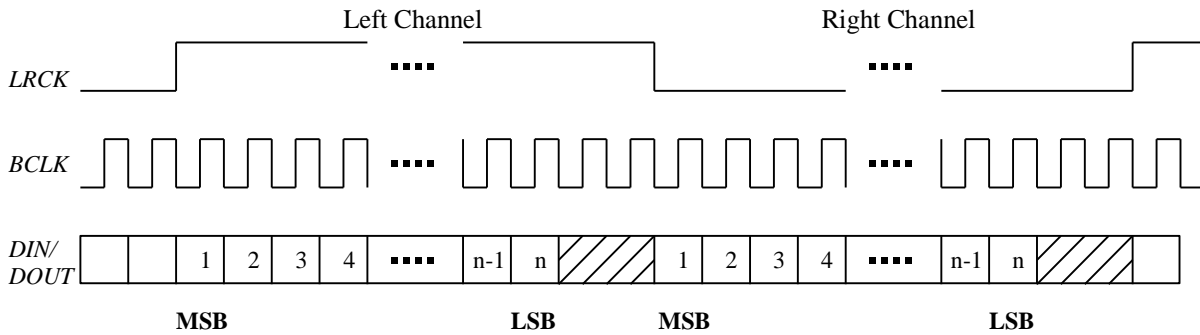 Left Channel Right Channel
LRCK
BCLK
DIN/
DOUT
1 2 3 4 n-1 n 1 2 3 4 n-1 n
MSB LSB MSB LSB